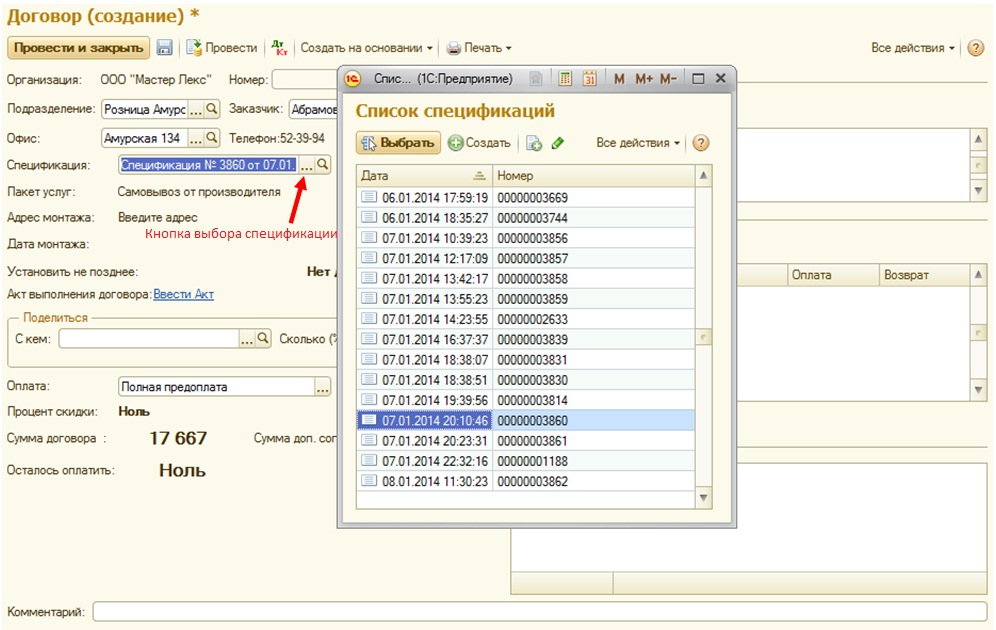 Договор (создание) *
Провести и закрыть Провести Дт Кт Создать на основании Печать Все действия ?
Организация: ООО "Мастер Лекс" Номер:
Подразделение: Розница Амурс ... Заказчик: Абрамов
Офис: Амурская 134 ... Телефон:52-39-94
Спецификация: Спецификация № 3860 от 07.01. ...
Пакет услуг: Самовывоз от производителя
Адрес монтажа: Введите адрес
Кнопка выбора спецификации
Дата монтажа:
Установить не позднее: Нет
Акт выполнения договора: Ввести Акт
Поделиться
С кем: ... Сколько
Оплата: Полная предоплата ...
Процент скидки: Ноль
Сумма договора : 17 667 Сумма доп. сог
Осталось оплатить: Ноль
Комментарий:
Оплата Возврат
1С Спис... (1С:Предприятие) 31 M M+ M-
Список спецификаций
Выбрать Создать Все действия ?
Дата Номер
06.01.2014 17:59:19 00000003669
06.01.2014 18:35:27 00000003744
07.01.2014 10:39:23 00000003856
07.01.2014 12:17:09 00000003857
07.01.2014 13:42:17 00000003858
07.01.2014 13:55:23 00000003859
07.01.2014 14:23:55 00000002633
07.01.2014 16:37:37 00000003839
07.01.2014 18:38:07 00000003831
07.01.2014 18:38:51 00000003830
07.01.2014 19:39:56 00000003814
07.01.2014 20:10:46 00000003860
07.01.2014 20:23:31 00000003861
07.01.2014 22:32:16 00000001188
08.01.2014 11:30:23 00000003862